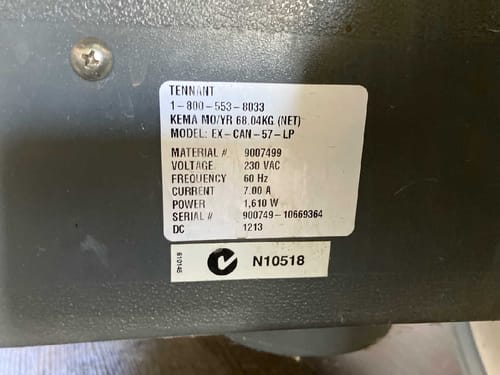 TENNANT
1-800-553-8033
KEMA MO/YR 68.04KG.(NET)
MODEL: EX-CAN-57-LP
MATERIAL # 9007499
VOLTAGE 230 VAC
FREQUENCY 60 Hz
CURRENT 7.00 A
POWER 1,610 W
SERIAL # 900749-10669364
DC 1213
610145
N10518